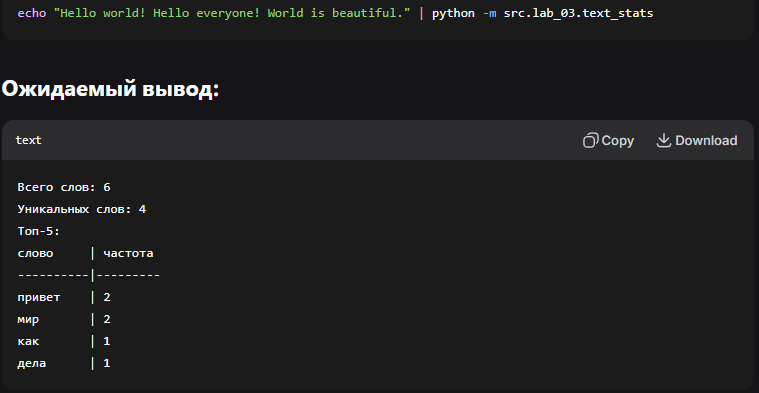 echo "Hello world! Hello everyone! World is beautiful." | python -m src.lab_03.text_stats
Ожидаемый вывод:
text
Copy
Download
Всего слов: 6
Уникальных слов: 4
Топ-5:
слово     | частота
----------|---------
привет    | 2
мир       | 2
как       | 1
дела      | 1